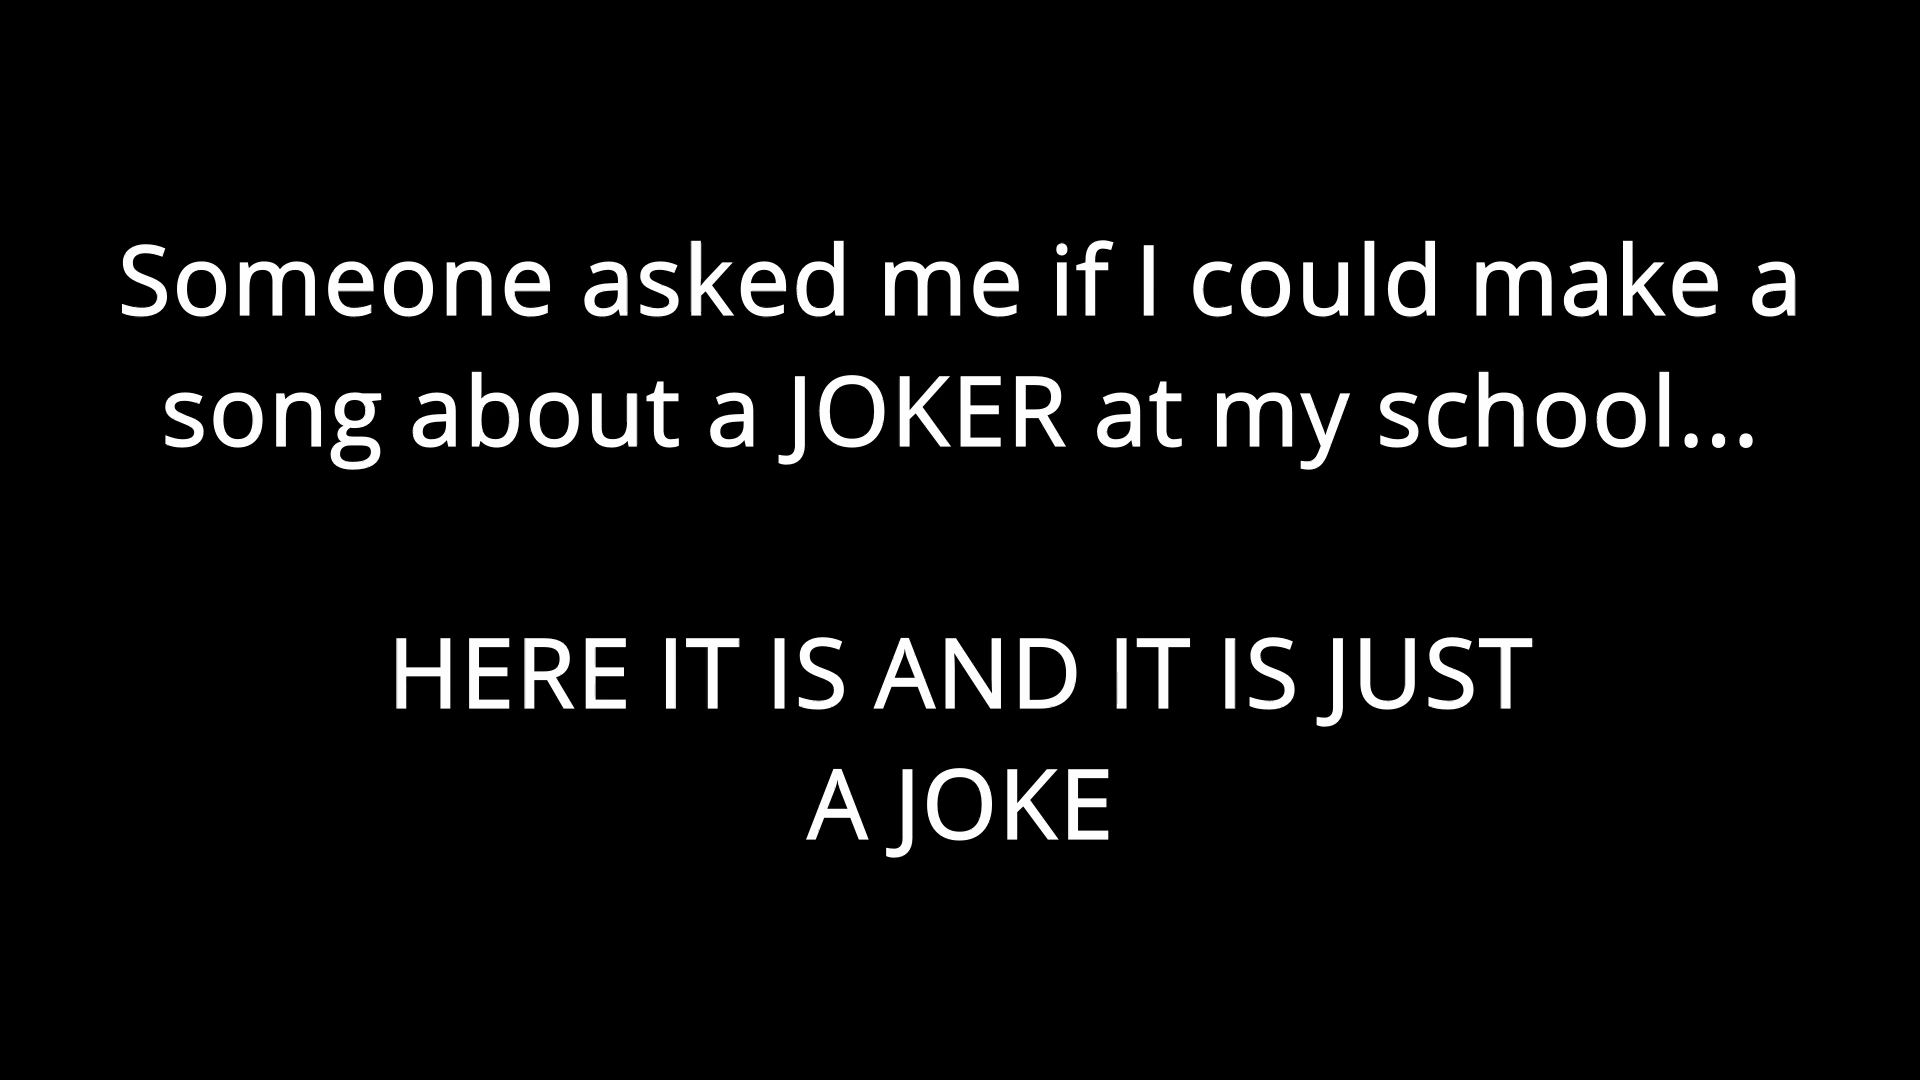 Someone asked me if I could make a
song about a JOKER at my school...
HERE IT IS AND IT IS JUST
A JOKE